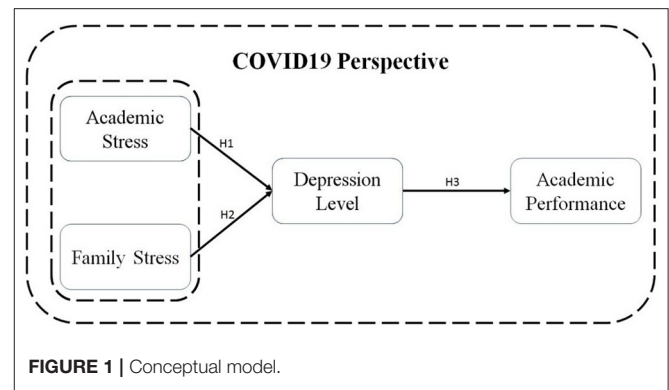 COVID19 Perspective
Academic
Stress
H1
Family Stress
H2
Depression
Level
H3
Academic
Performance
FIGURE 1 | Conceptual model.